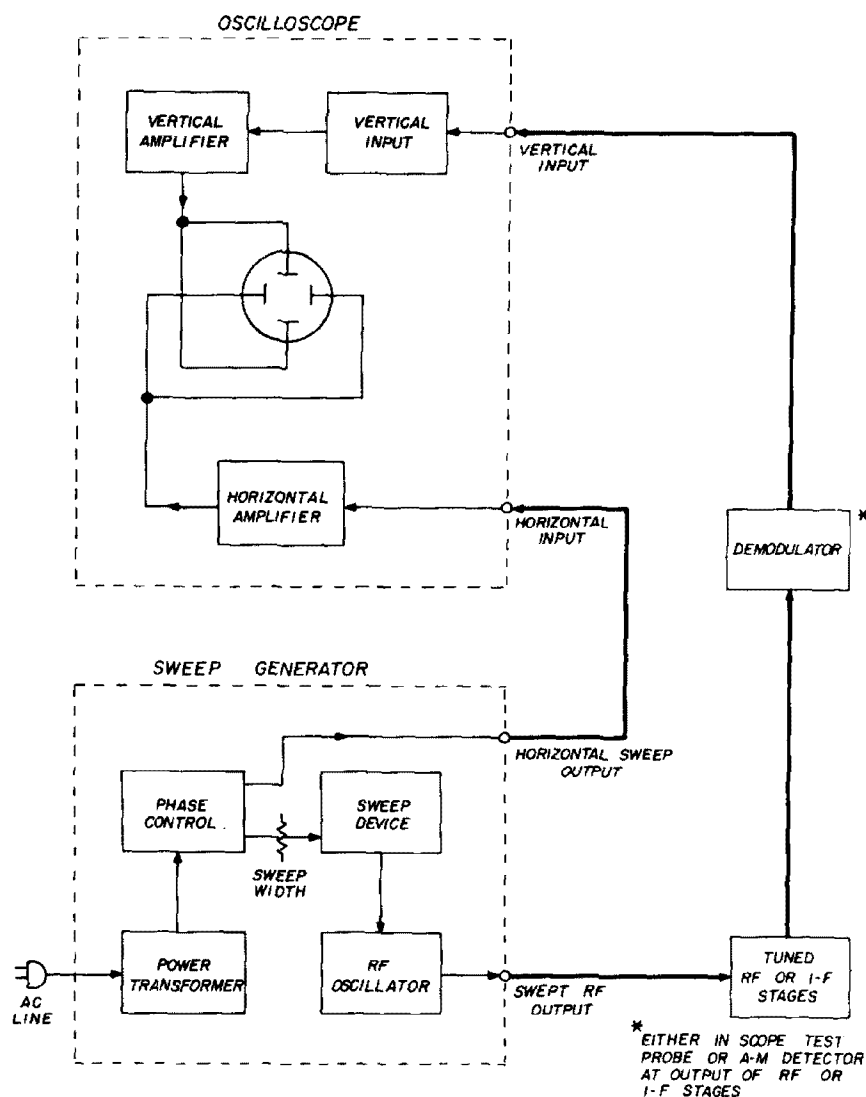 OSCILLOSCOPE
VERTICAL
AMPLIFIER
VERTICAL
INPUT
VERTICAL
INPUT
HORIZONTAL
AMPLIFIER
HORIZONTAL
INPUT
*
DEMODULATOR
SWEEP GENERATOR
HORIZONTAL SWEEP
OUTPUT
PHASE
CONTROL
SWEEP
DEVICE
SWEEP
WIDTH
POWER
TRANSFORMER
RF
OSCILLATOR
AC
LINE
SWEPT RF
OUTPUT
TUNED
RF OR I-F
STAGES
* EITHER IN SCOPE TEST
PROBE OR A-M DETECTOR
AT OUTPUT OF RF OR
I-F STAGES